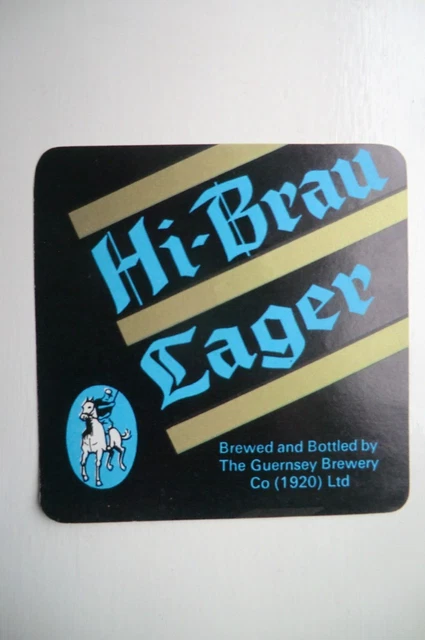 Hi-Brau
Lager
Brewed and Bottled by
The Guernsey Brewery
Co (1920) Ltd